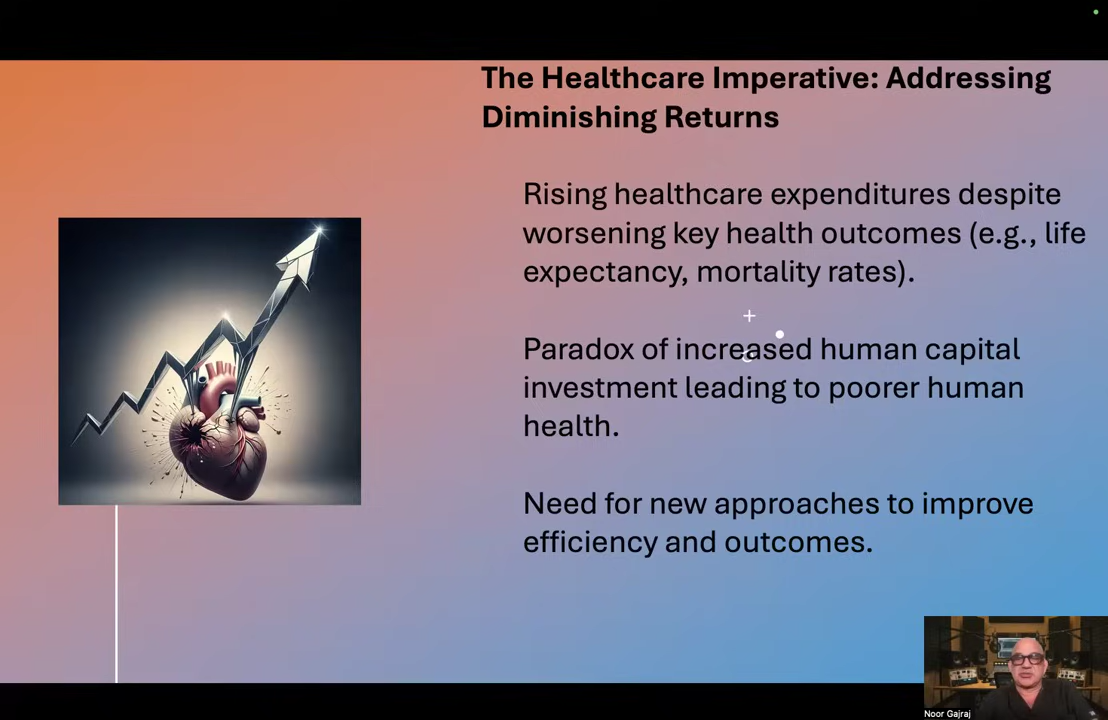 The Healthcare Imperative: Addressing
Diminishing Returns
Rising healthcare expenditures despite
worsening key health outcomes (e.g., life
expectancy, mortality rates).
Paradox of increased human capital
investment leading to poorer human
health.
Need for new approaches to improve
efficiency and outcomes.
Noor Gajraj